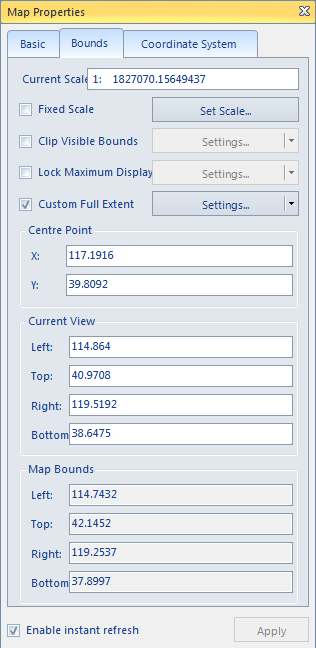 Map Properties
Basic Bounds Coordinate System
Current Scale 1: 1827070.15649437
Fixed Scale Set Scale...
Clip Visible Bounds Settings...
Lock Maximum Display Settings...
Custom Full Extent Settings...
Centre Point
X: 117.1916
Y: 39.8092
Current View
Left: 114.864
Top: 40.9708
Right: 119.5192
Bottom 38.6475
Map Bounds
Left: 114.7432
Top: 42.1452
Right: 119.2537
Bottom 37.8997
Enable instant refresh Apply